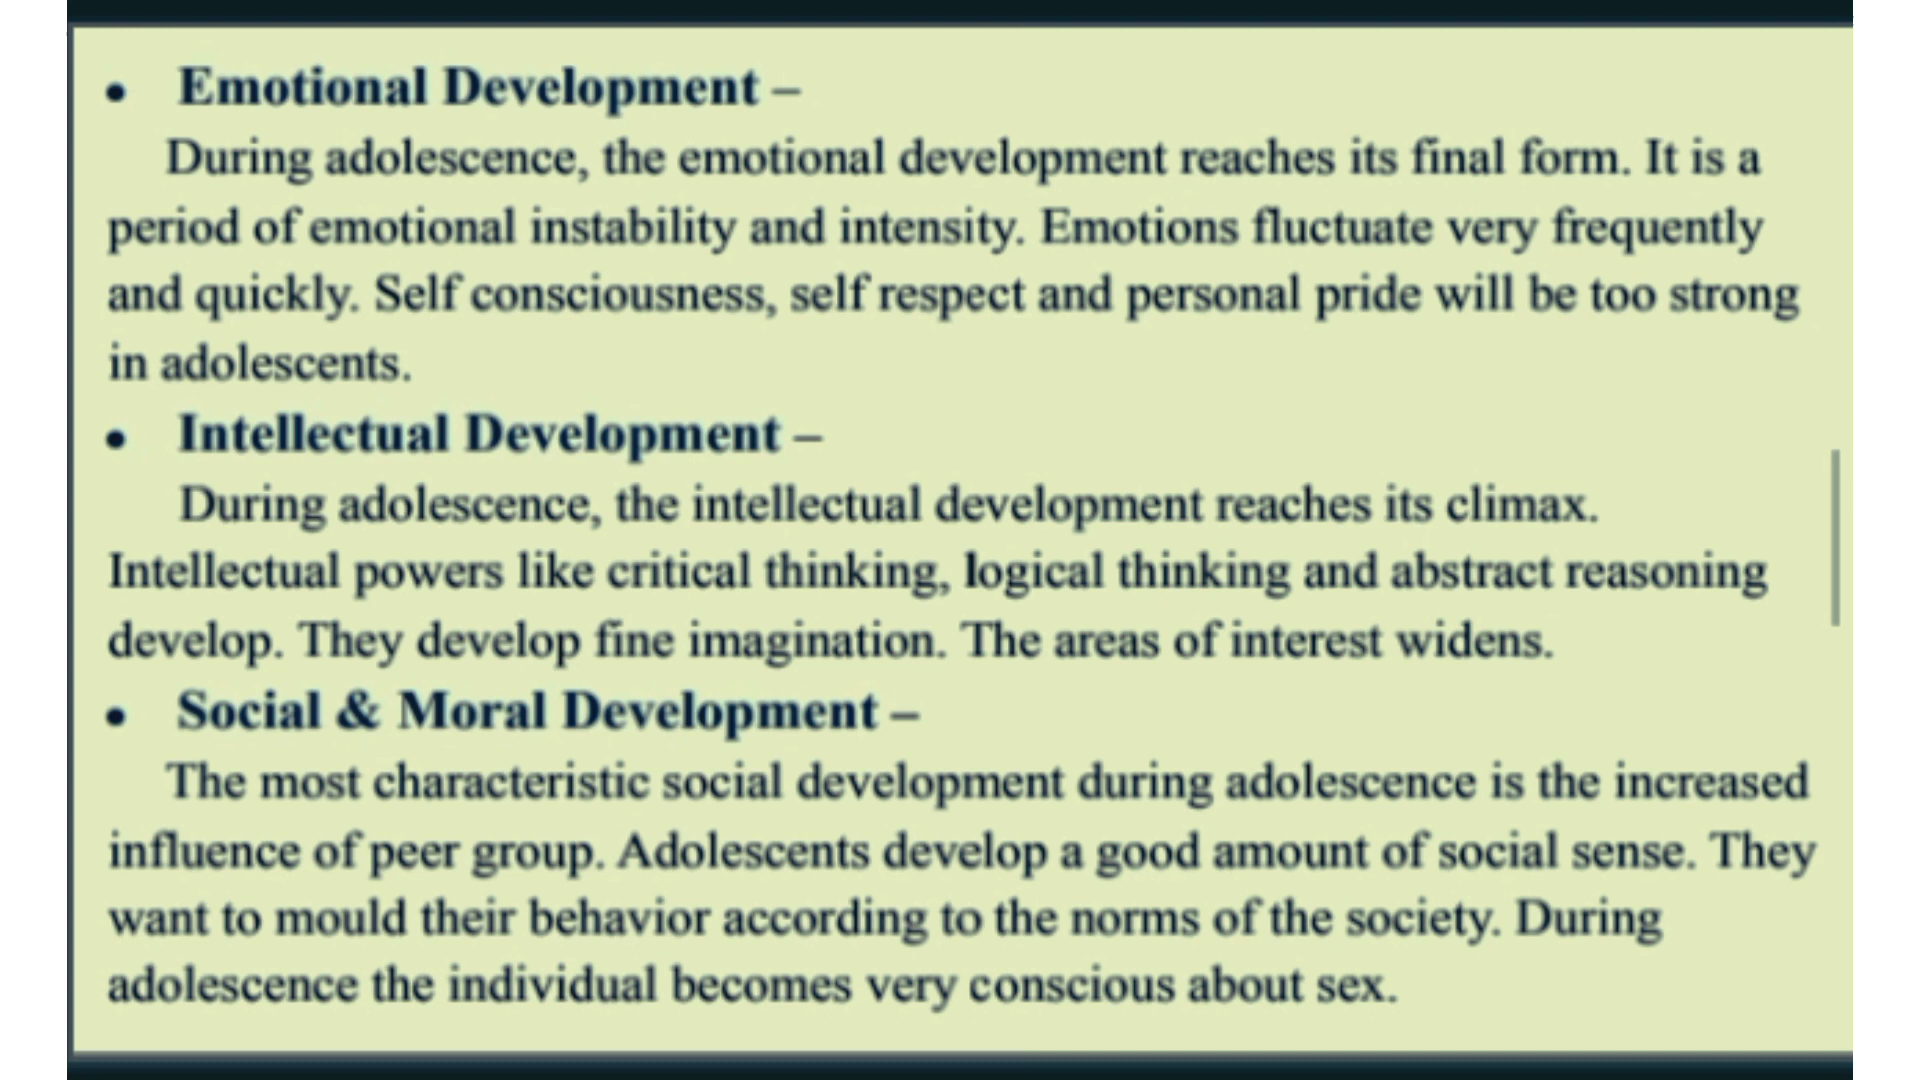 • Emotional Development –
During adolescence, the emotional development reaches its final form. It is a
period of emotional instability and intensity. Emotions fluctuate very frequently
and quickly. Self consciousness, self respect and personal pride will be too strong
in adolescents.
• Intellectual Development –
During adolescence, the intellectual development reaches its climax.
Intellectual powers like critical thinking, logical thinking and abstract reasoning
develop. They develop fine imagination. The areas of interest widens.
• Social & Moral Development –
The most characteristic social development during adolescence is the increased
influence of peer group. Adolescents develop a good amount of social sense. They
want to mould their behavior according to the norms of the society. During
adolescence the individual becomes very conscious about sex.